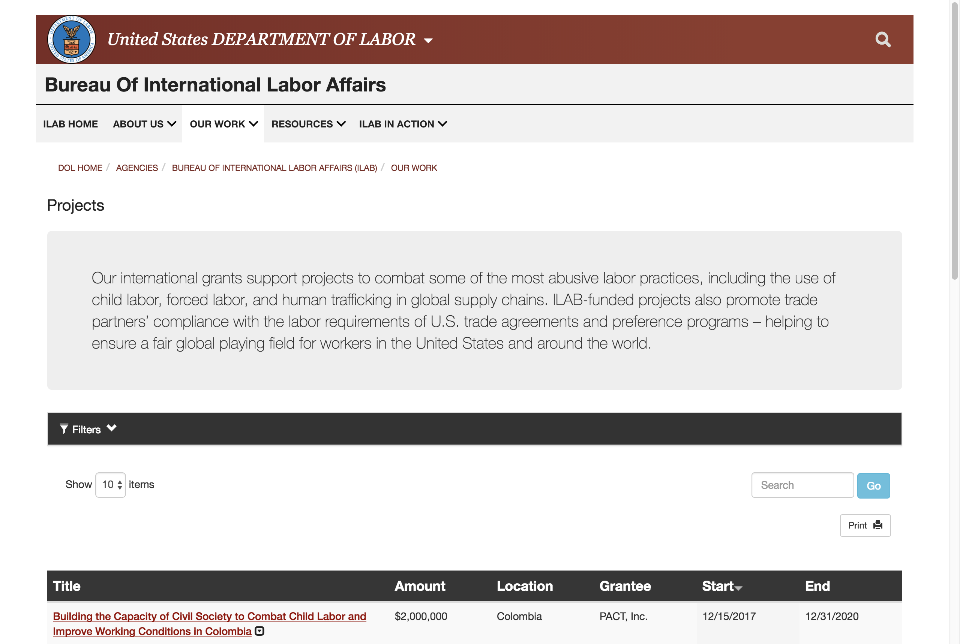 United States DEPARTMENT OF LABOR
Bureau Of International Labor Affairs
ILAB HOME ABOUT US OUR WORK RESOURCES ILAB IN ACTION
DOL HOME / AGENCIES / BUREAU OF INTERNATIONAL LABOR AFFAIRS (ILAB) / OUR WORK
Projects
Our international grants support projects to combat some of the most abusive labor practices, including the use of
child labor, forced labor, and human trafficking in global supply chains. ILAB-funded projects also promote trade
partners' compliance with the labor requirements of U.S. trade agreements and preference programs – helping to
ensure a fair global playing field for workers in the United States and around the world.
Filters
Show 10 items Search Go
Print
Title Amount Location Grantee Start End
Building the Capacity of Civil Society to Combat Child Labor and $2,000,000 Colombia PACT, Inc. 12/15/2017 12/31/2020
Improve Working Conditions in Colombia